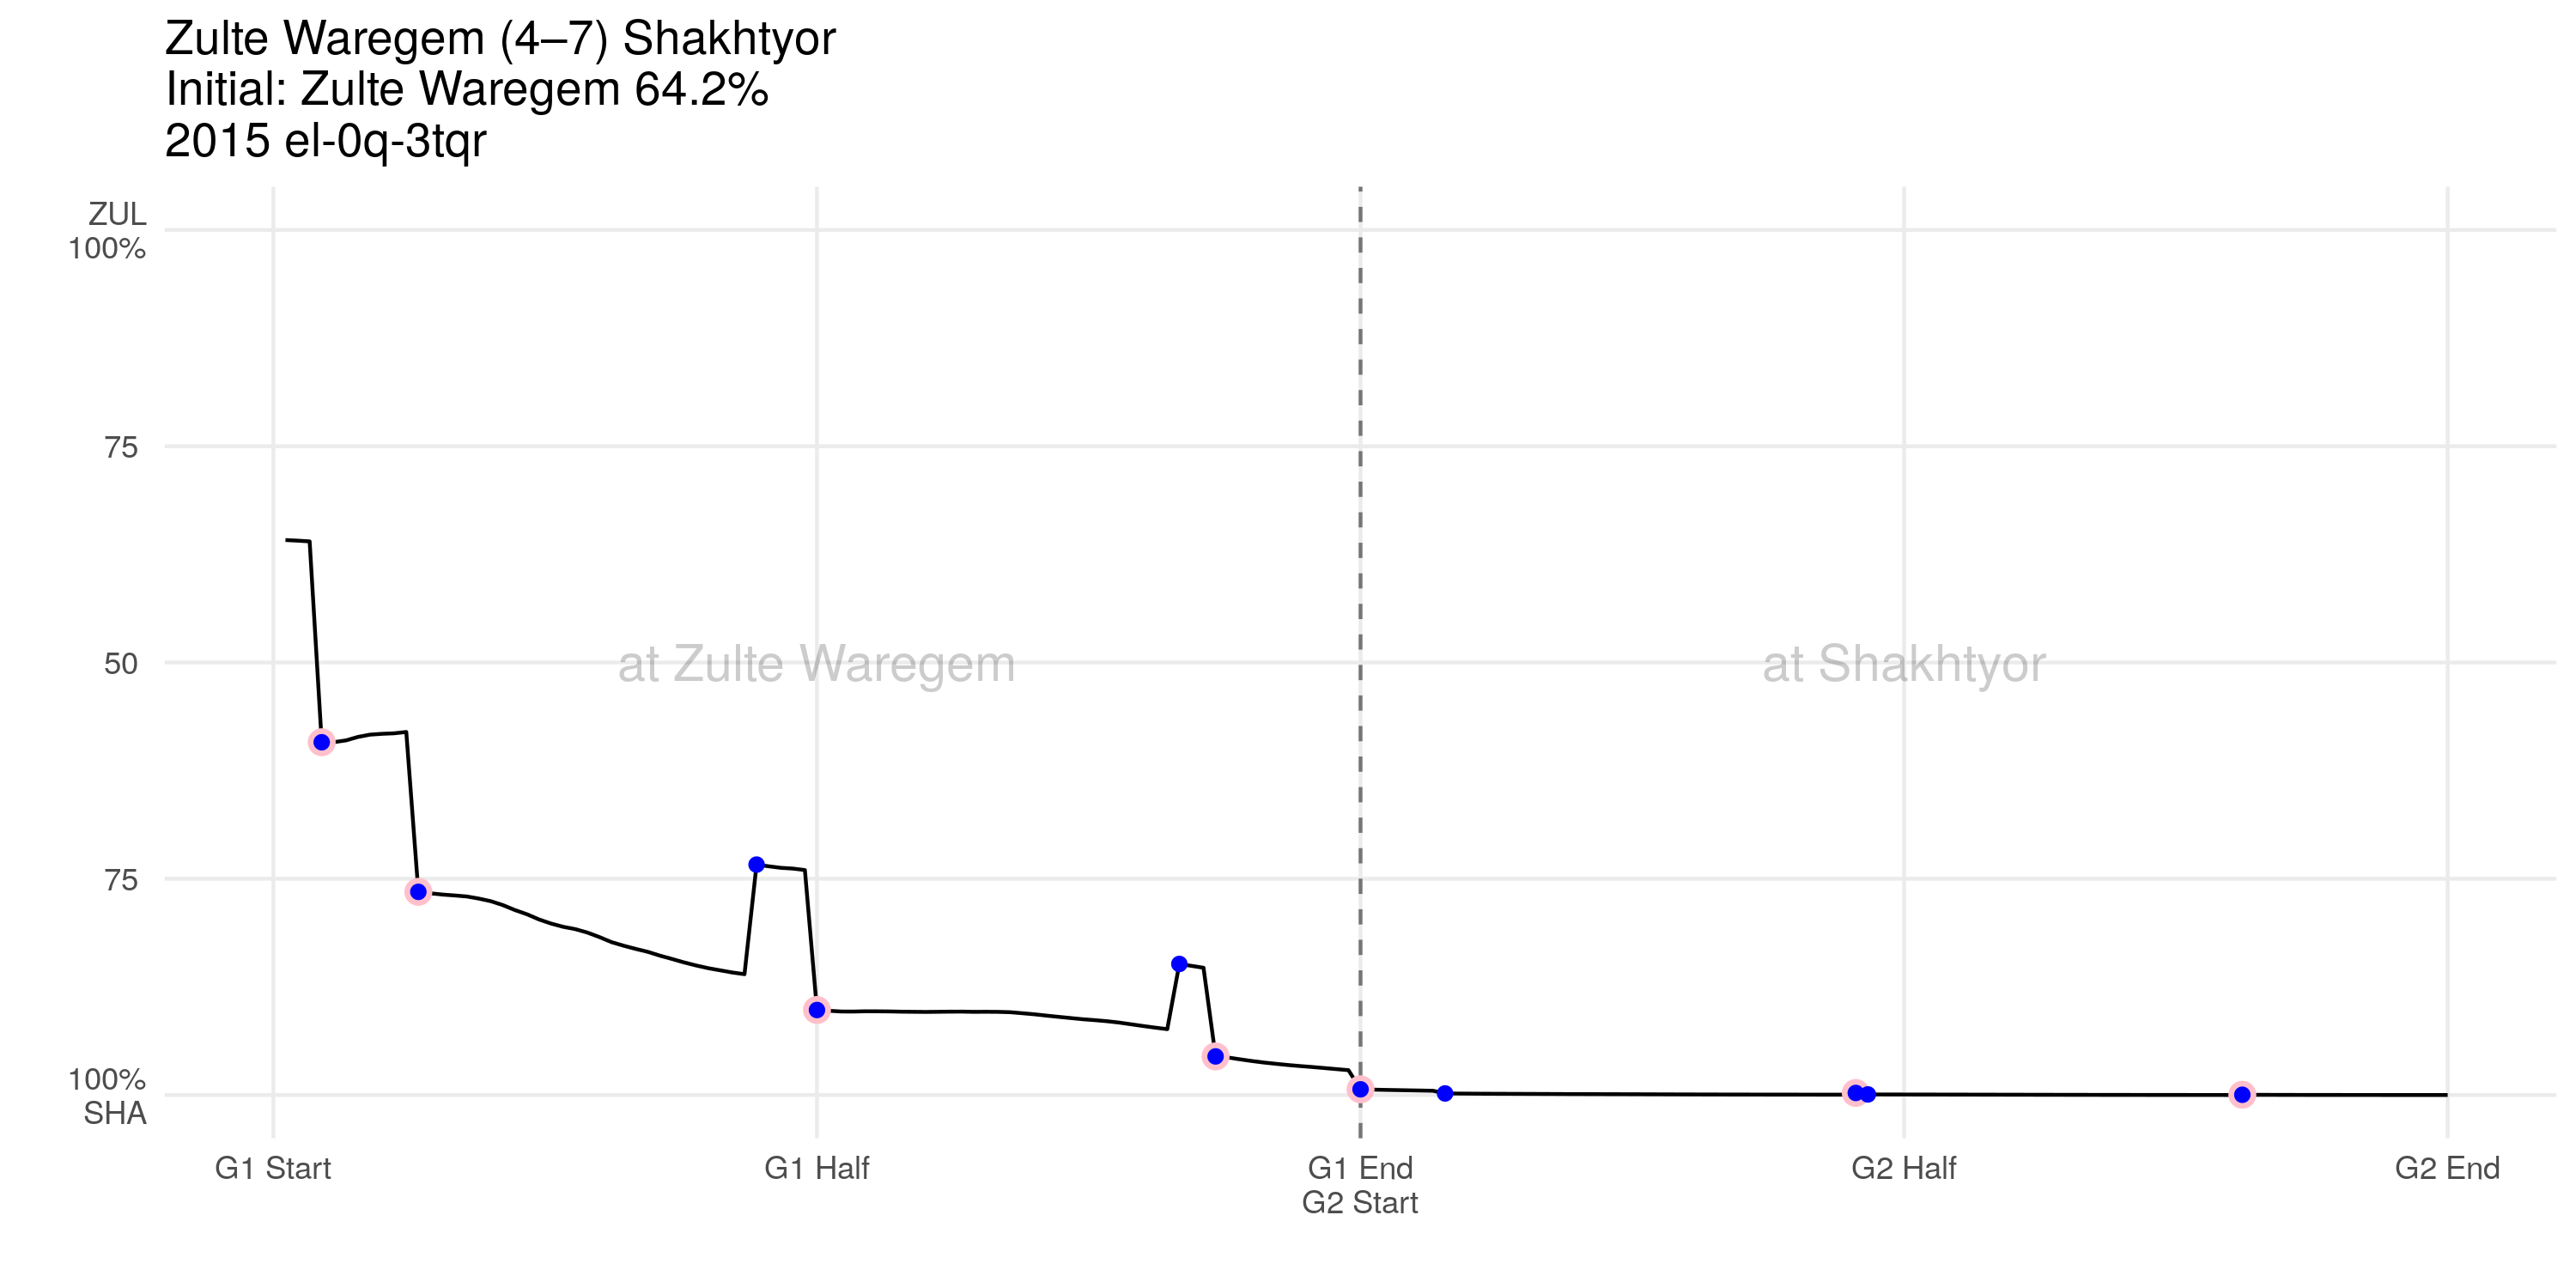 Zulte Waregem (4–7) Shakhtyor
Initial: Zulte Waregem 64.2%
2015 el-0q-3tqr
ZUL
100%
75
50
75
100%
SHA
at Zulte Waregem
at Shakhtyor
G1 Start
G1 Half
G1 End
G2 Start
G2 Half
G2 End